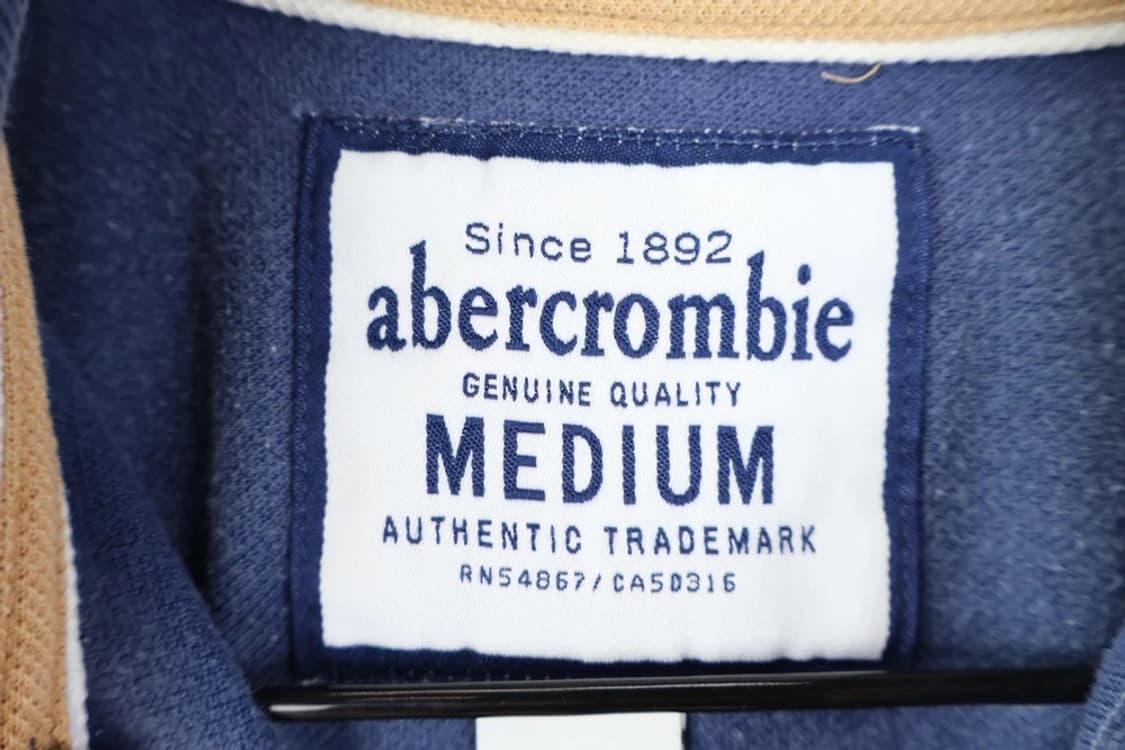 Since 1892
abercrombie
GENUINE QUALITY
MEDIUM
AUTHENTIC TRADEMARK
RN54867/CA50316